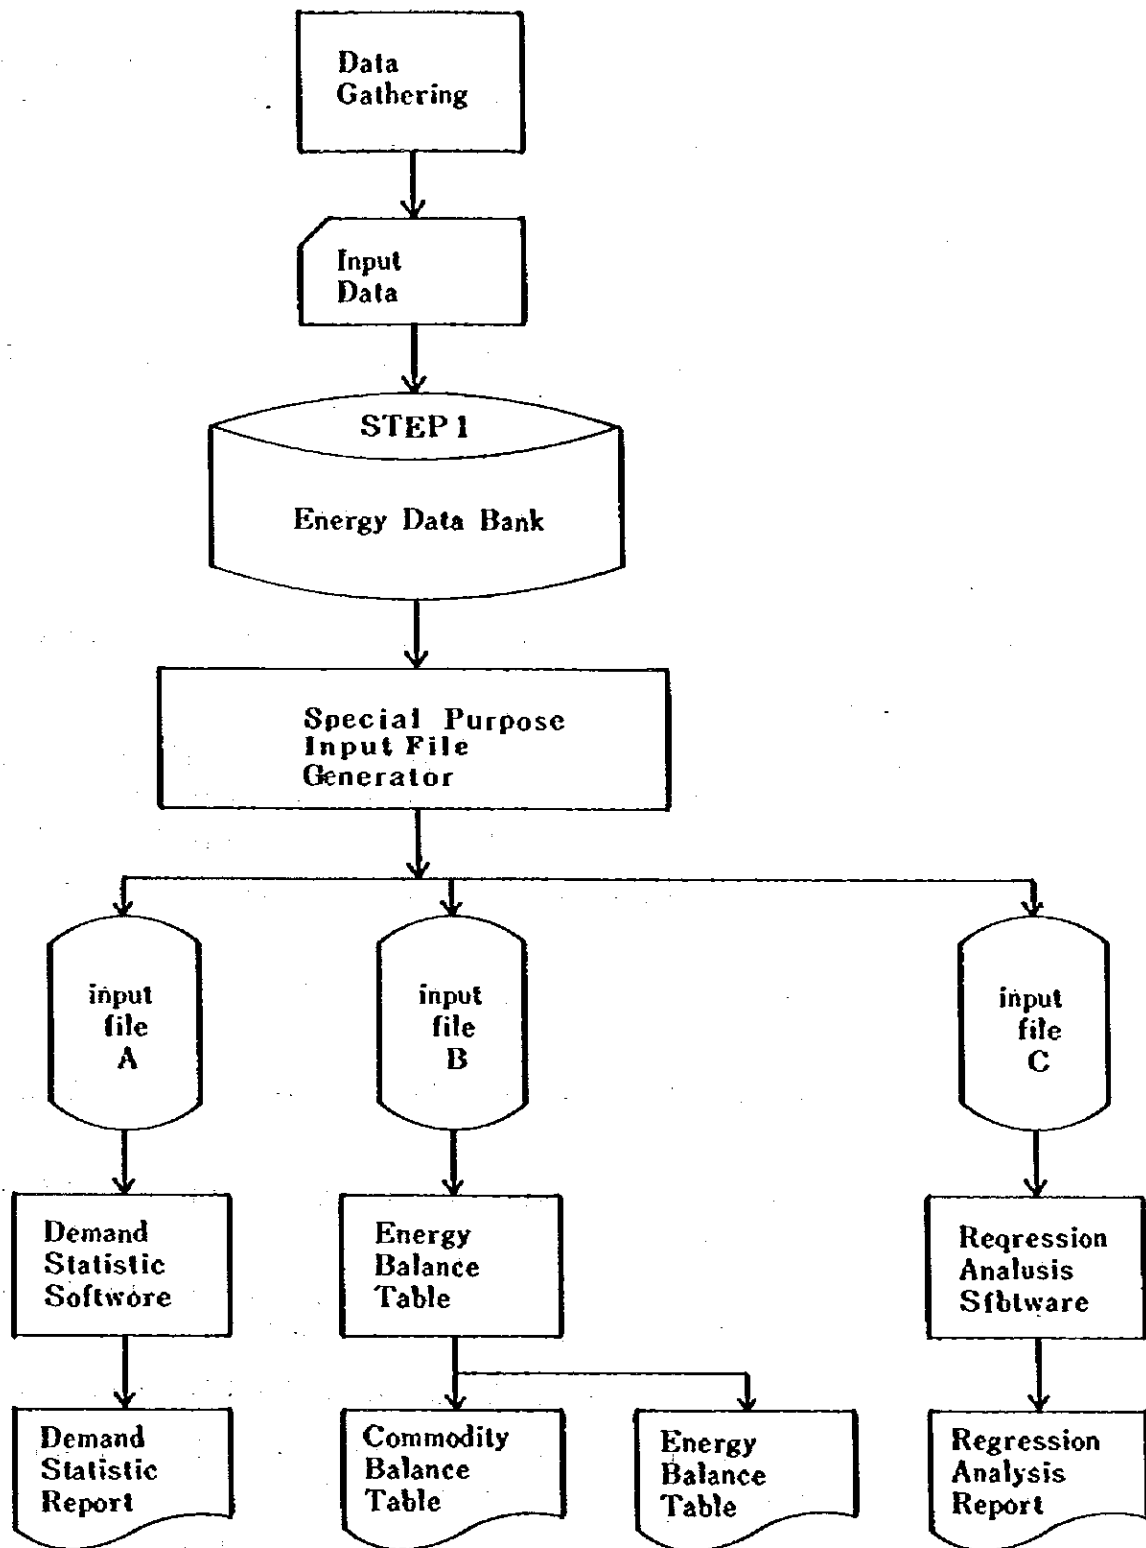 Data
Gathering
Input
Data
STEP 1
Energy Data Bank
Special Purpose
Input File
Generator
input
file
A
input
file
B
input
file
C
Demand
Statistic
Softwore
Energy
Balance
Table
Reqression
Analusis
Sfbtware
Demand
Statistic
Report
Commodity
Balance
Table
Energy
Balance
Table
Regression
Analysis
Report